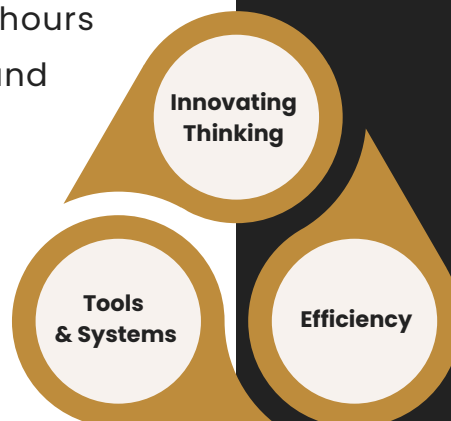 hours
and
Innovating
Thinking
Tools
& Systems
Efficiency